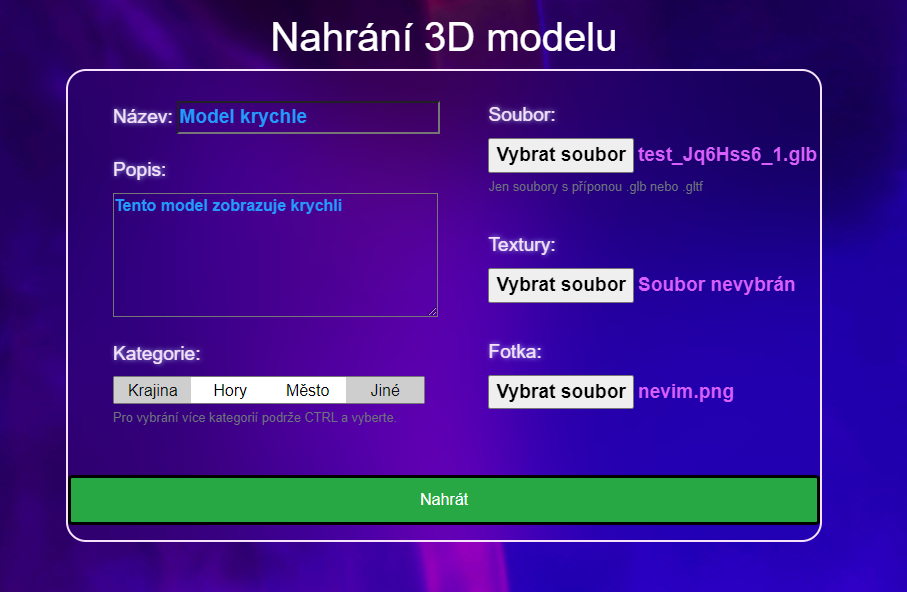 Nahrání 3D modelu
Název: Model krychle
Popis:
Tento model zobrazuje krychli
Kategorie:
Krajina Hory Město Jiné
Pro vybrání více kategorií podrže CTRL a vyberte.
Soubor:
Vybrat soubor test_Jq6Hss6_1.glb
Jen soubory s příponou .glb nebo .gltf
Textury:
Vybrat soubor Soubor nevybrán
Fotka:
Vybrat soubor nevim.png
Nahrát